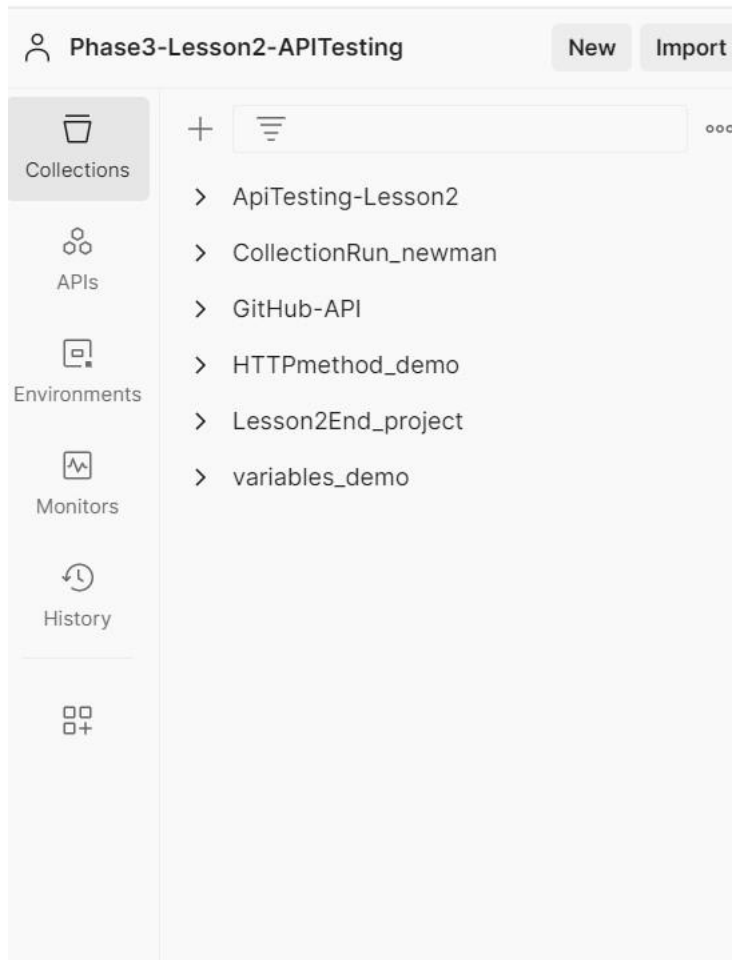 Phase3-Lesson2-APITesting New Import
Collections
APIs
Environments
Monitors
History
ApiTesting-Lesson2
CollectionRun_newman
GitHub-API
HTTPmethod_demo
Lesson2End_project
variables_demo